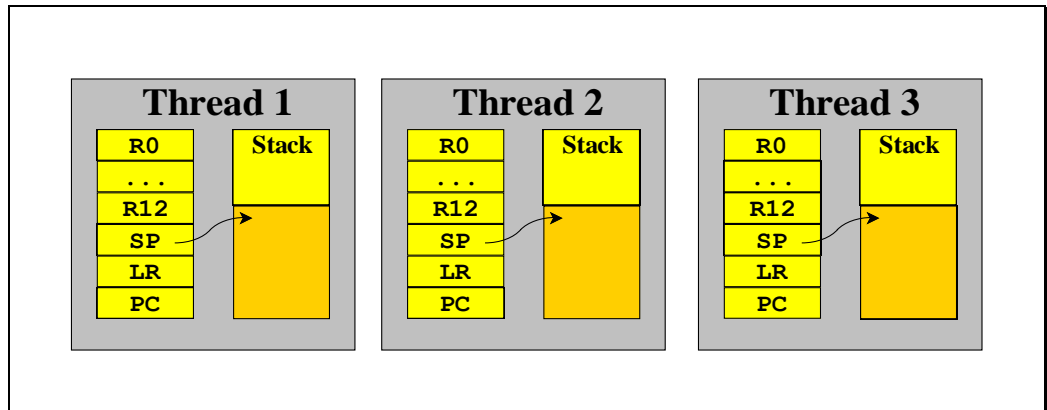 Thread 1
R0
...
R12
SP
LR
PC
Stack
Thread 2
R0
...
R12
SP
LR
PC
Stack
Thread 3
R0
...
R12
SP
LR
PC
Stack